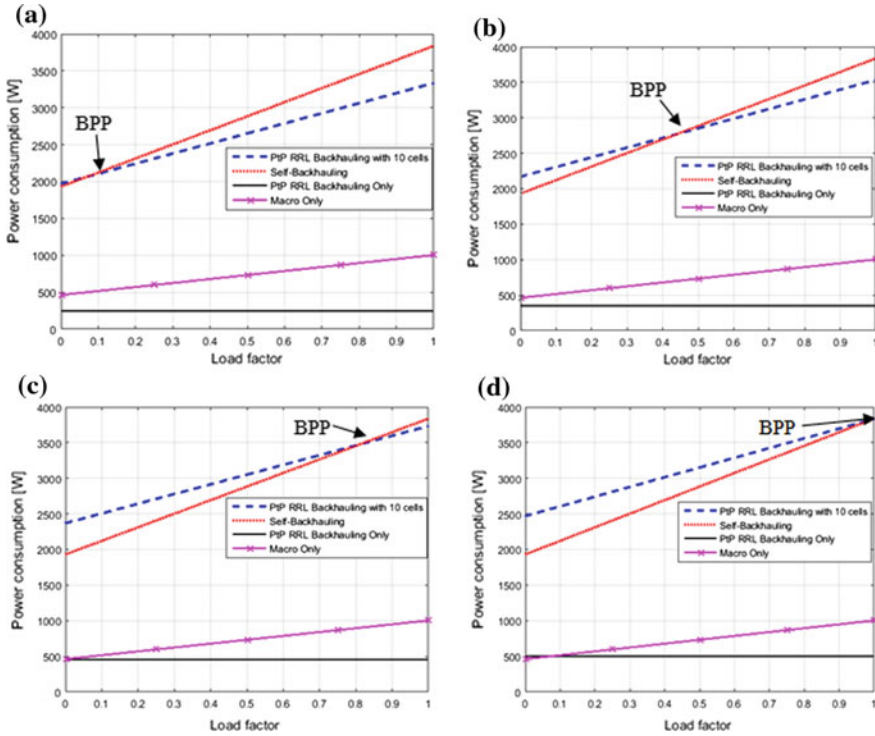 (a)
Power consumption [W]
4000
3500
3000
2500
2000
1500
1000
500
0
BPP
PtP RRL Backhauling with 10 cells
Self-Backhauling
PtP RRL Backhauling Only
Macro Only
0 0.1 0.2 0.3 0.4 0.5 0.6 0.7 0.8 0.9 1
Load factor
(b)
Power consumption [W]
4000
3500
3000
2500
2000
1500
1000
500
0
BPP
PtP RRL Backhauling with 10 cells
Self-Backhauling
PtP RRL Backhauling Only
Macro Only
0 0.1 0.2 0.3 0.4 0.5 0.6 0.7 0.8 0.9 1
Load factor
(c)
Power consumption [W]
4000
3500
3000
2500
2000
1500
1000
500
0
BPP
PtP RRL Backhauling with 10 cells
Self-Backhauling
PtP RRL Backhauling Only
Macro Only
0 0.1 0.2 0.3 0.4 0.5 0.6 0.7 0.8 0.9 1
Load factor
(d)
Power consumption [W]
4000
3500
3000
2500
2000
1500
1000
500
0
BPP
PtP RRL Backhauling with 10 cells
Self-Backhauling
PtP RRL Backhauling Only
Macro Only
0 0.1 0.2 0.3 0.4 0.5 0.6 0.7 0.8 0.9 1
Load factor